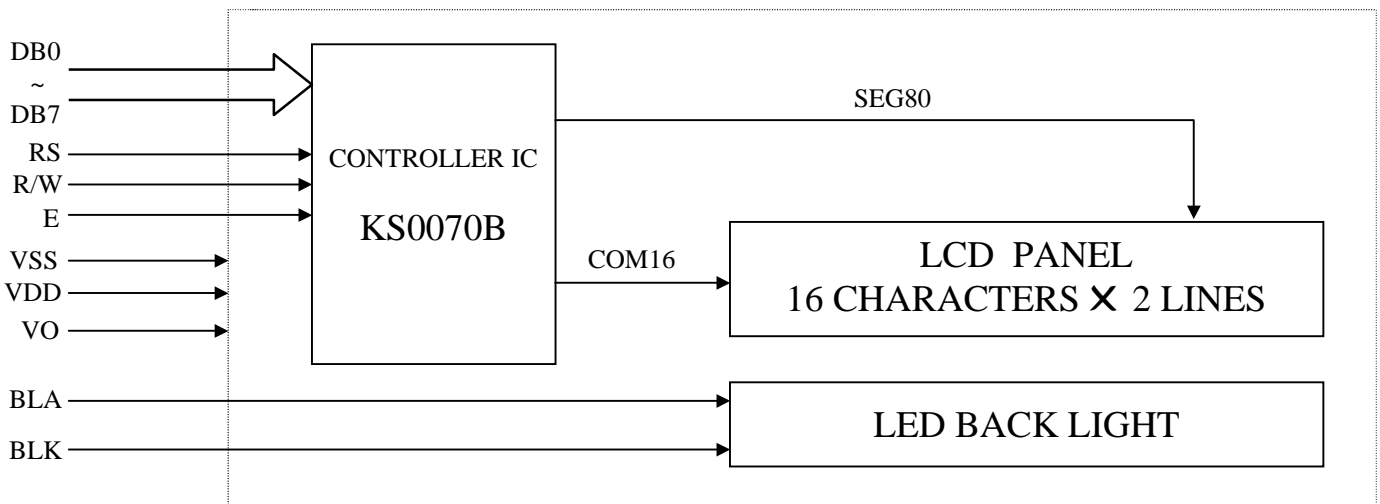 DB0
~
DB7
RS
R/W
E
VSS
VDD
VO
BLA
BLK
CONTROLLER IC
KS0070B
SEG80
COM16
LCD PANEL
16 CHARACTERS × 2 LINES
LED BACK LIGHT